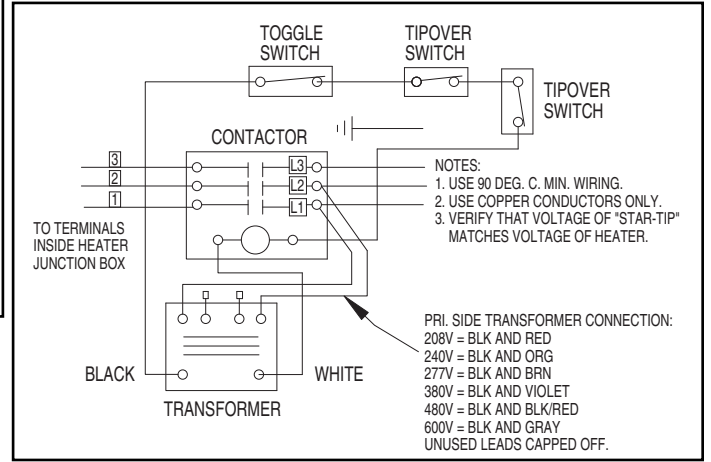 TOGGLE
SWITCH
TIPOVER
SWITCH
TIPOVER
SWITCH
CONTACTOR
3
2
1
L3
L2
L1
TO TERMINALS
INSIDE HEATER
JUNCTION BOX
NOTES:
1. USE 90 DEG. C. MIN. WIRING.
2. USE COPPER CONDUCTORS ONLY.
3. VERIFY THAT VOLTAGE OF "STAR-TIP"
MATCHES VOLTAGE OF HEATER.
BLACK
WHITE
TRANSFORMER
PRI. SIDE TRANSFORMER CONNECTION:
208V = BLK AND RED
240V = BLK AND ORG
277V = BLK AND BRN
380V = BLK AND VIOLET
480V = BLK AND BLK/RED
600V = BLK AND GRAY
UNUSED LEADS CAPPED OFF.